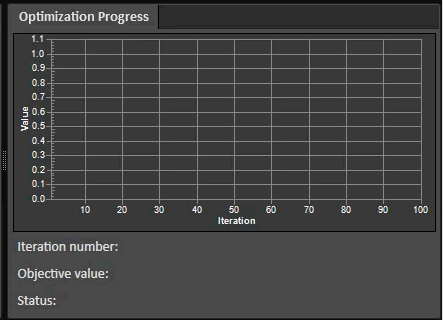 Optimization Progress
1.1
1.0
0.9
0.8
0.7
0.6
0.5
0.4
0.3
0.2
0.1
0.0
Value
10 20 30 40 50 60 70 80 90 100
Iteration
Iteration number:
Objective value:
Status: